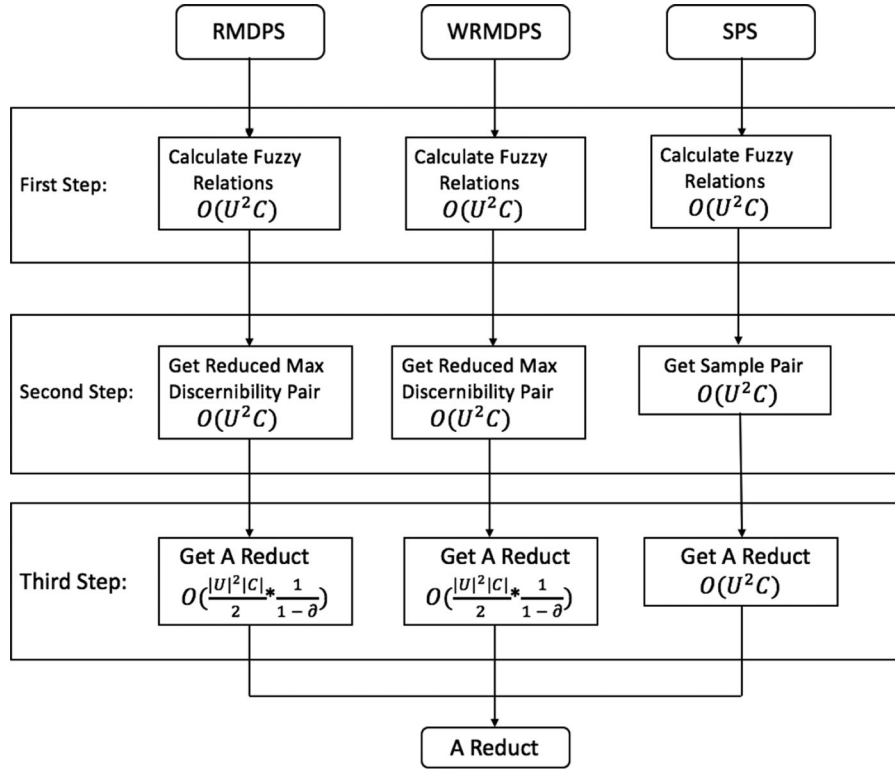 RMDPS
WRMDPS
SPS
First Step:
Calculate Fuzzy
Relations
O(U²C)
Calculate Fuzzy
Relations
O(U²C)
Calculate Fuzzy
Relations
O(U²C)
Second Step:
Get Reduced Max
Discernibility Pair
O(U²C)
Get Reduced Max
Discernibility Pair
O(U²C)
Get Sample Pair
O(U²C)
Third Step:
Get A Reduct
O(|U|²|C|/2 * 1/(1 − ∂))
Get A Reduct
O(|U|²|C|/2 * 1/(1 − ∂))
Get A Reduct
O(U²C)
A Reduct